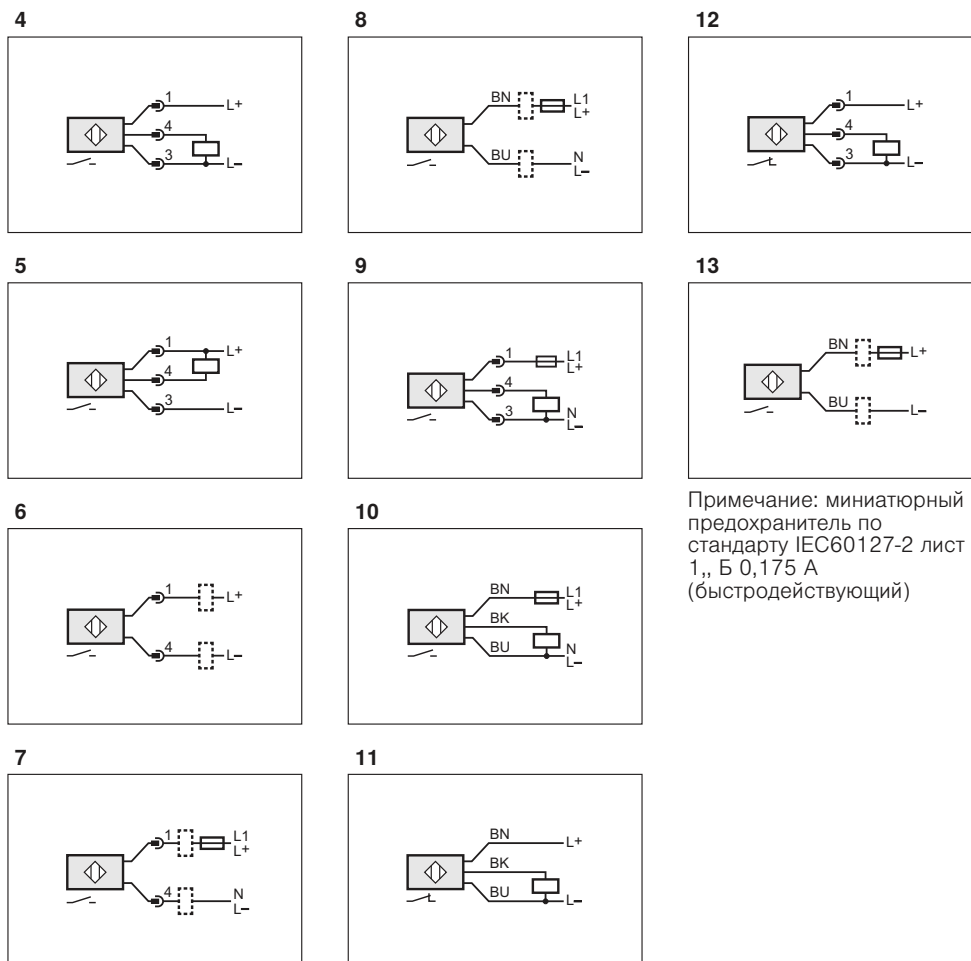 4
1
L+
4
3
L–
5
1
L+
4
3
L–
6
1
L+
4
L–
7
1
L1
L+
4
N
L–
8
BN
L1
L+
BU
N
L–
9
1
L1
L+
4
3
N
L–
10
BN
L1
L+
BK
BU
N
L–
11
BN
L+
BK
BU
L–
12
1
L+
4
3
L–
13
BN
L+
BU
L–
Примечание: миниатюрный
предохранитель по
стандарту IEC60127-2 лист
1,, Б 0,175 А
(быстродействующий)